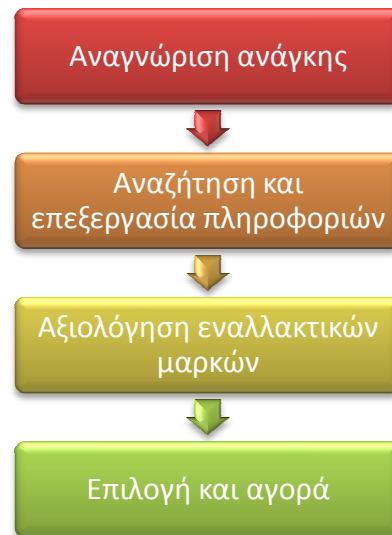 Αναγνώριση ανάγκης
Αναζήτηση και
επεξεργασία πληροφοριών
Αξιολόγηση εναλλακτικών
μαρκών
Επιλογή και αγορά